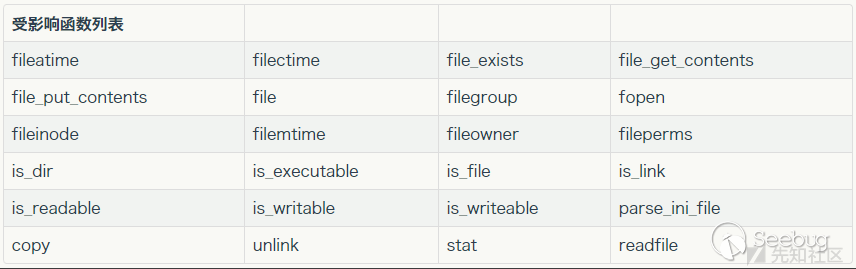 受影响函数列表
fileatime filectime file_exists file_get_contents
file_put_contents file filegroup fopen
fileinode filemtime fileowner fileperms
is_dir is_executable is_file is_link
is_readable is_writable is_writeable parse_ini_file
copy unlink stat readfile
Seebug
先知社区